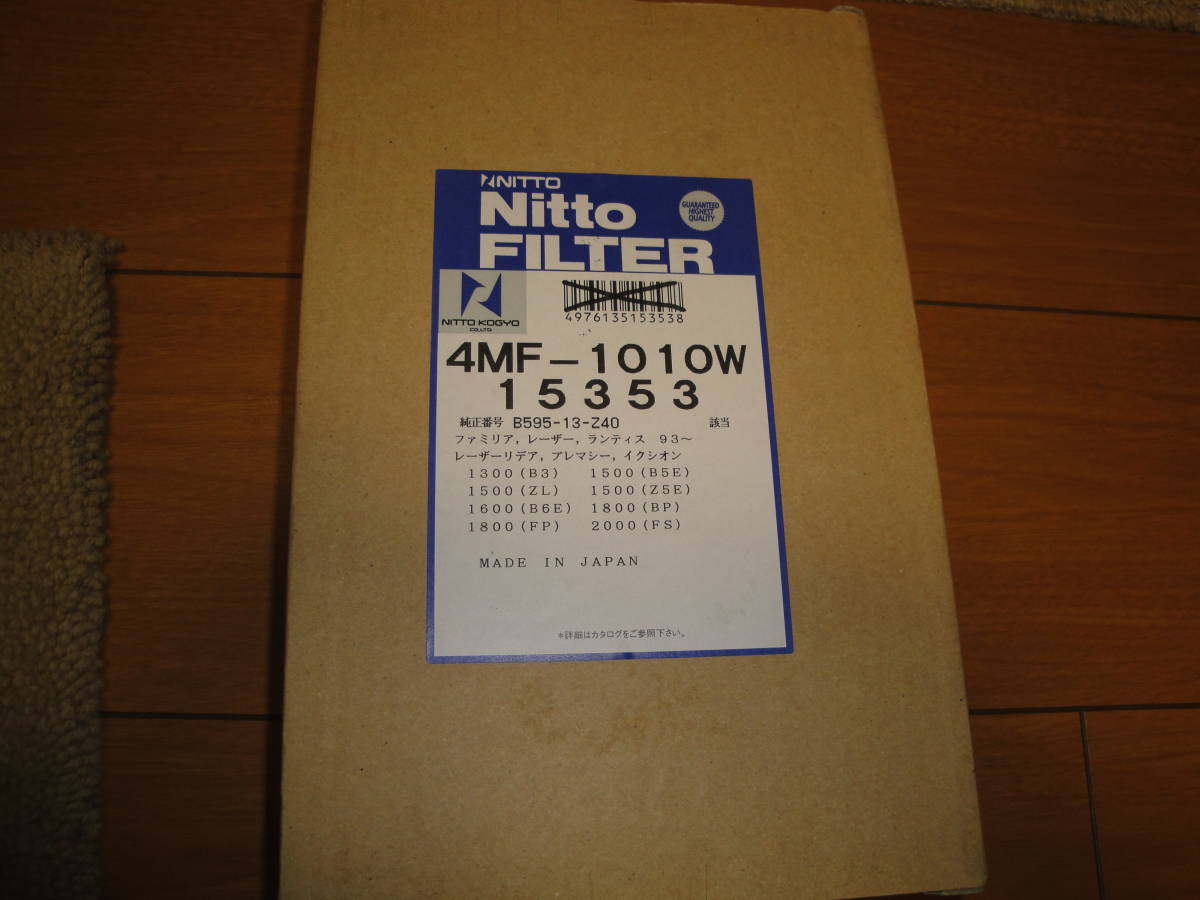 NITTO
Nitto
FILTER
GUARANTEED
HIGHEST
QUALITY
NITTO KOGYO
CO.,LTD.
4976135153538
4MF-1010W
15353
純正番号 B595-13-Z40 該当
ファミリア, レーザー, ランティス 93～
レーザーリデア, プレマシー, イクシオン
1300(B3) 1500(B5E)
1500(ZL) 1500(Z5E)
1600(B6E) 1800(BP)
1800(FP) 2000(FS)
MADE IN JAPAN
*詳細はカタログをご参照下さい。